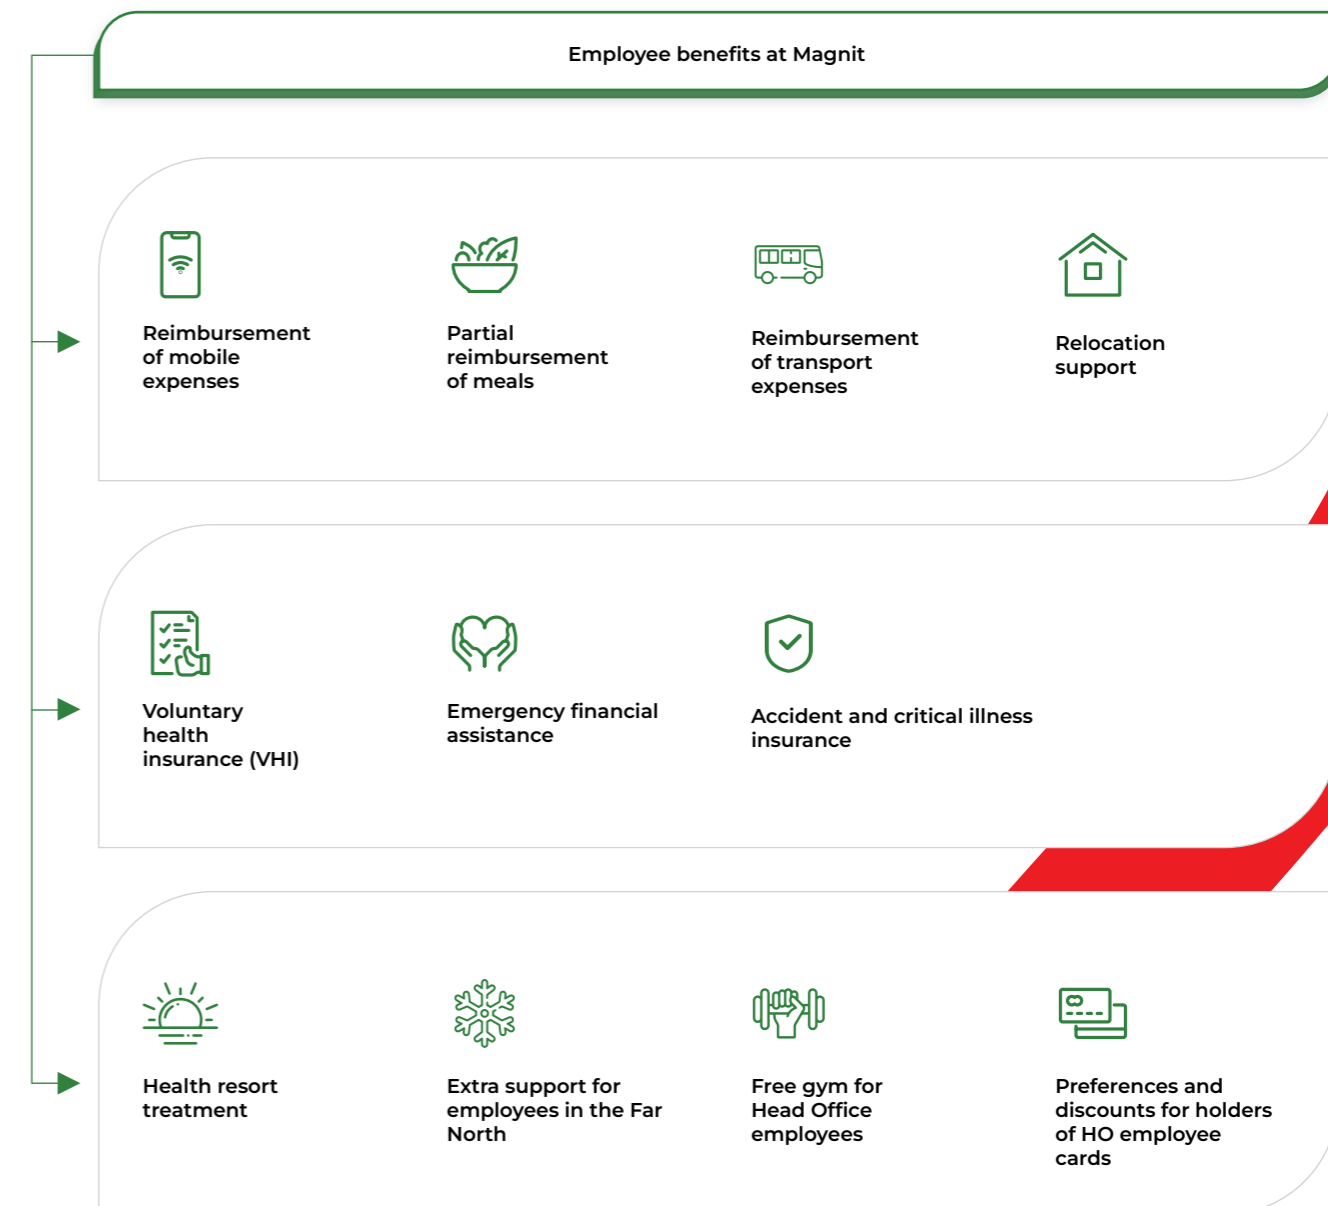 Employee benefits at Magnit
Reimbursement
of mobile
expenses
Partial
reimbursement
of meals
Reimbursement
of transport
expenses
Relocation
support
Voluntary
health
insurance (VHI)
Emergency financial
assistance
Accident and critical illness
insurance
Health resort
treatment
Extra support for
employees in the Far
North
Free gym for
Head Office
employees
Preferences and
discounts for holders
of HO employee
cards